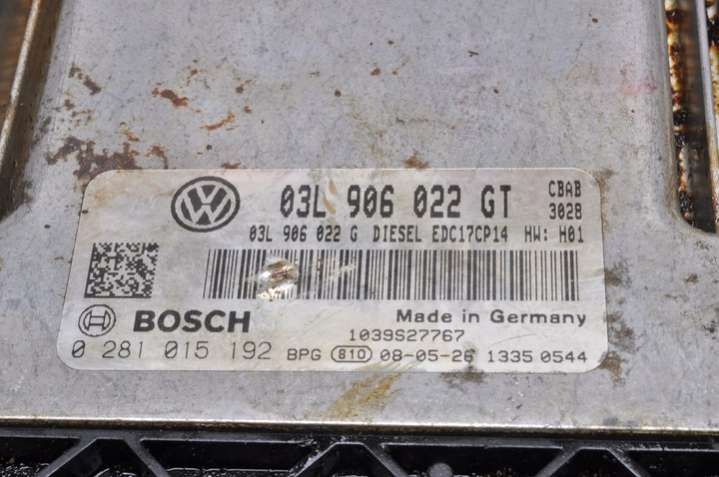 03L 906 022 GT CBAB
3028
03L 906 022 G DIESEL EDC17CP14 HW: H01
BOSCH Made in Germany
1039S27767
0 281 015 192 BPG 810 08-05-26 1335 0544